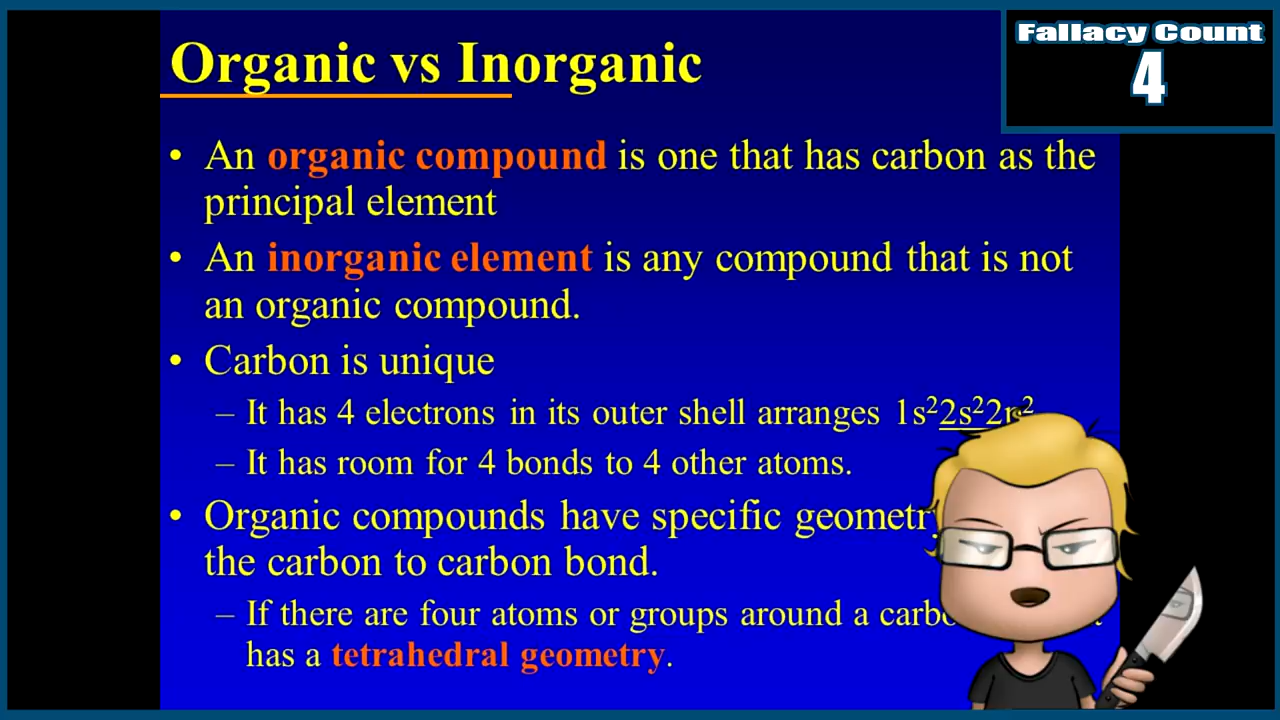 Organic vs Inorganic
Fallacy Count
4
• An organic compound is one that has carbon as the
principal element
• An inorganic element is any compound that is not
an organic compound.
• Carbon is unique
– It has 4 electrons in its outer shell arranges 1s²2s²2p²
– It has room for 4 bonds to 4 other atoms.
• Organic compounds have specific geometry
the carbon to carbon bond.
– If there are four atoms or groups around a
has a tetrahedral geometry.